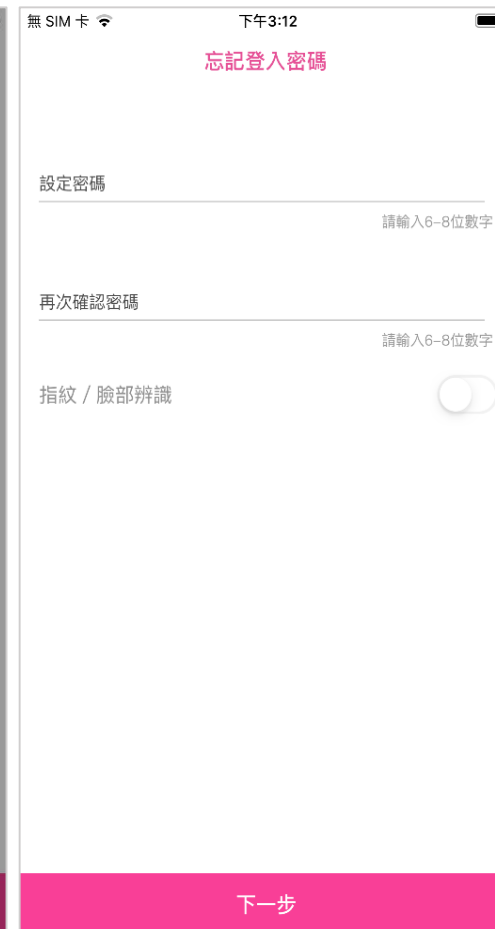 無 SIM 卡 下午3:12
忘記登入密碼
設定密碼
請輸入6-8位數字
再次確認密碼
請輸入6-8位數字
指紋 / 臉部辨識
下一步